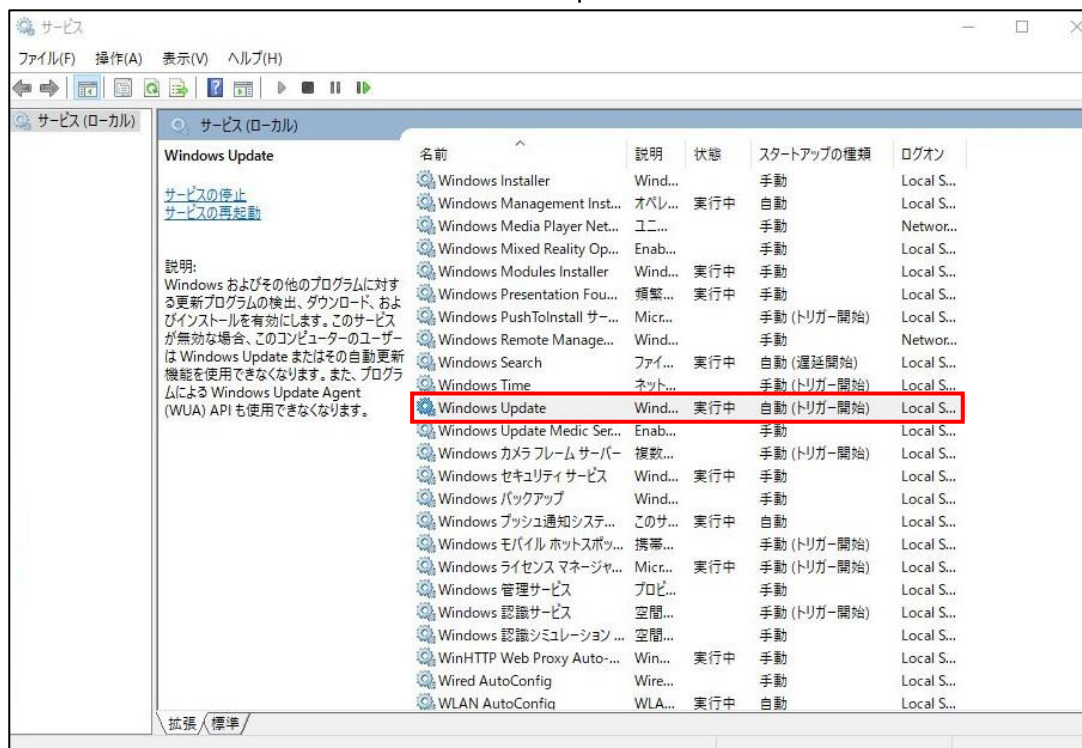 サービス
ファイル(F) 操作(A) 表示(V) ヘルプ(H)
サービス (ローカル)
サービス (ローカル)
Windows Update
サービスの停止
サービスの再起動
説明:
Windows およびその他のプログラムに対す
る更新プログラムの検出、ダウンロード、およ
びインストールを有効にします。このサービス
が無効な場合、このコンピューターのユーザー
は Windows Update またはその自動更新
機能を使用できなくなります。また、プログラ
ムによる Windows Update Agent
(WUA) API も使用できなくなります。
名前 説明 状態 スタートアップの種類 ログオン
Windows Installer Wind... 手動 Local S...
Windows Management Inst... オペレ... 実行中 自動 Local S...
Windows Media Player Net... ユニ... 手動 Networ...
Windows Mixed Reality Op... Enab... 手動 Local S...
Windows Modules Installer Wind... 実行中 手動 Local S...
Windows Presentation Fou... 頻繁... 実行中 手動 Local S...
Windows PushToInstall サー... Micr... 手動 (トリガー開始) Local S...
Windows Remote Manage... Wind... 手動 Networ...
Windows Search ファイ... 実行中 自動 (遅延開始) Local S...
Windows Time ネット... 手動 (トリガー開始) Local S...
Windows Update Wind... 実行中 自動 (トリガー開始) Local S...
Windows Update Medic Ser... Enab... 手動 Local S...
Windows カメラ フレーム サーバー 複数... 手動 (トリガー開始) Local S...
Windows セキュリティ サービス Wind... 実行中 手動 Local S...
Windows バックアップ Wind... 手動 Local S...
Windows プッシュ通知システ... このサ... 実行中 自動 Local S...
Windows モバイル ホットスポッ... 携帯... 手動 (トリガー開始) Local S...
Windows ライセンス マネージャ... Micr... 実行中 手動 (トリガー開始) Local S...
Windows 管理サービス プロビ... 手動 Local S...
Windows 認識サービス 空間... 手動 (トリガー開始) Local S...
Windows 認識シミュレーション ... 空間... 手動 Local S...
WinHTTP Web Proxy Auto-... Win... 実行中 手動 Local S...
Wired AutoConfig Wire... 手動 Local S...
WLAN AutoConfig WLA... 実行中 自動 Local S...
拡張 標準